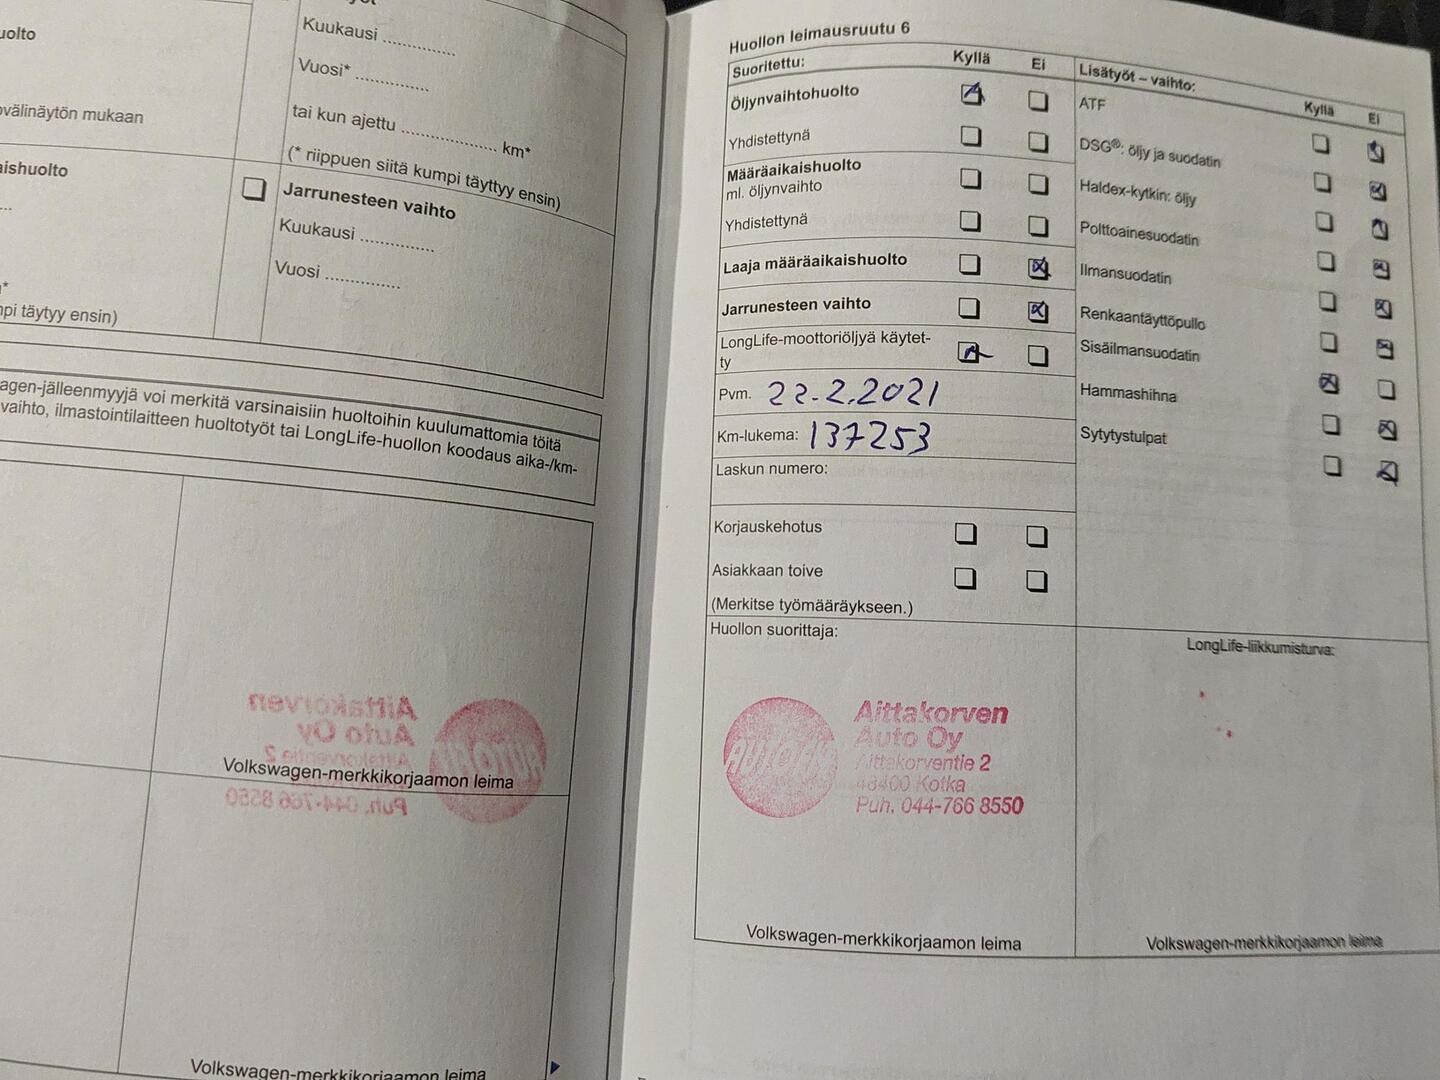 uolto
Kuukausi ..............
Vuosi* ..............
ovälinäytön mukaan
tai kun ajettu .................. km*
(* riippuen siitä kumpi täyttyy ensin)
aishuolto
Jarrunesteen vaihto
Kuukausi ..............
Vuosi ..............
mpi täytyy ensin)
agen-jälleenmyyjä voi merkitä varsinaisiin huoltoihin kuulumattomia töitä
vaihto, ilmastointilaitteen huoltotyöt tai LongLife-huollon koodaus aika-/km-
Volkswagen-merkkikorjaamon leima
Volkswagen-merkkikorjaamon leima
Huollon leimausruutu 6
Suoritettu: Kyllä Ei
Öljynvaihtohuolto
Yhdistettynä
Määräaikaishuolto
ml. öljynvaihto
Yhdistettynä
Laaja määräaikaishuolto
Jarrunesteen vaihto
LongLife-moottoriöljyä käytet-
ty
Pvm. 22.2.2021
Km-lukema: 137253
Laskun numero:
Korjauskehotus
Asiakkaan toive
(Merkitse työmääräykseen.)
Huollon suorittaja:
Aittakorven
Auto Oy
Aittakorventie 2
48400 Kotka
Puh. 044-766 8550
Volkswagen-merkkikorjaamon leima
Lisätyöt – vaihto: Kyllä Ei
ATF
DSG®: öljy ja suodatin
Haldex-kytkin: öljy
Polttoainesuodatin
Ilmansuodatin
Renkaantäyttöpullo
Sisäilmansuodatin
Hammashihna
Sytytystulpat
LongLife-liikkumisturva:
Volkswagen-merkkikorjaamon leima